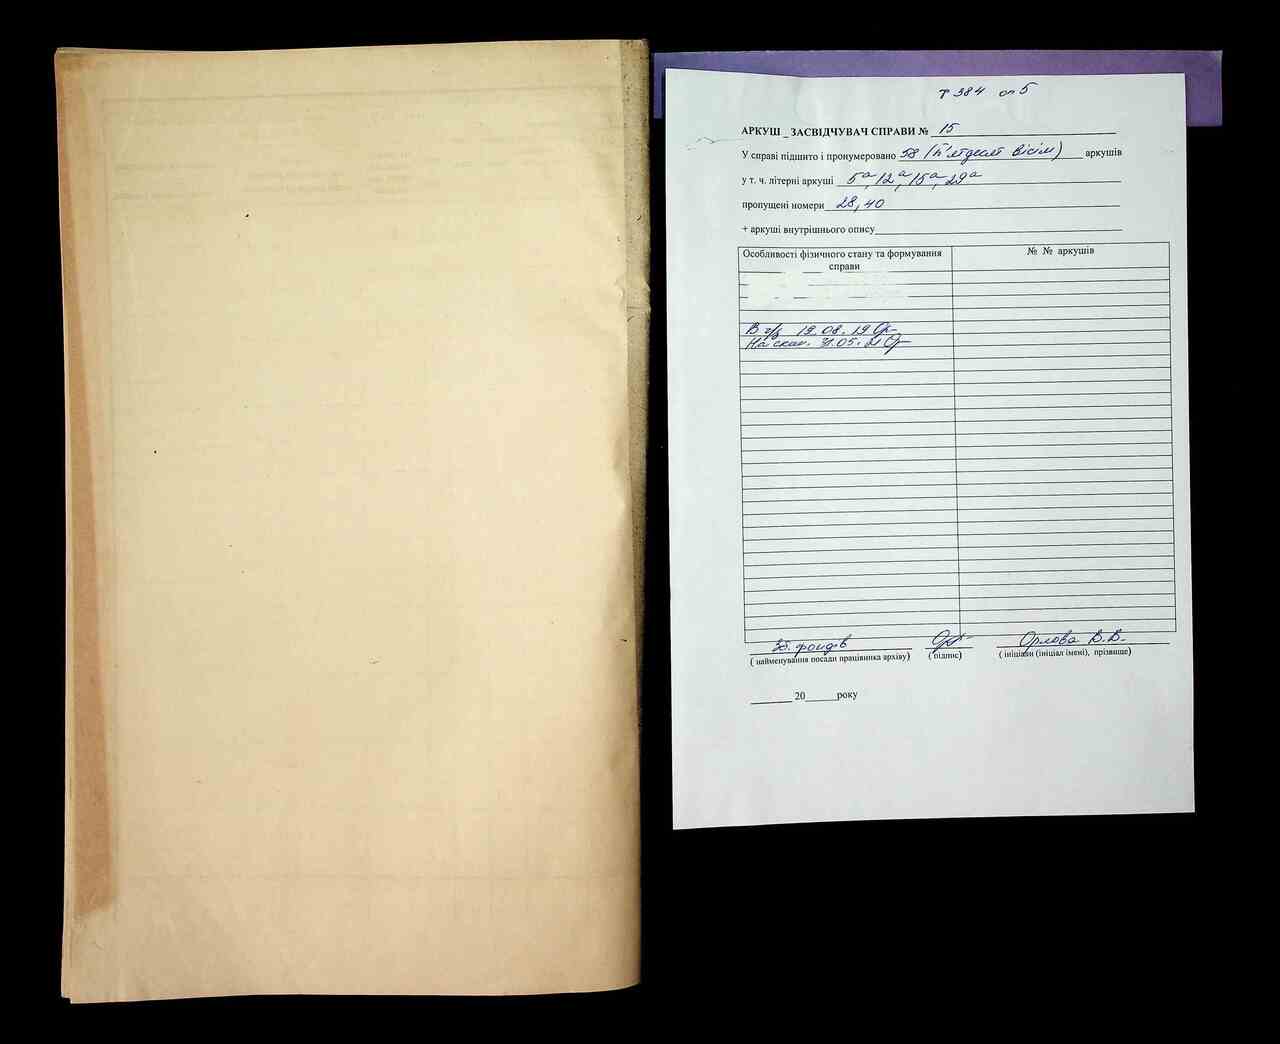 384 оп 5
АРКУШ _ ЗАСВІДЧУВАЧ СПРАВИ № 15
У справі підшито і пронумеровано 58 (п'ятдесят вісім) аркушів
у т. ч. літерні аркуші 5а, 12а, 15а, 29а
пропущені номери 28, 40
+ аркуші внутрішнього опису
Особливості фізичного стану та формування справи № № аркушів
В 19.08.19
На скан. 31.05.21
Зб. фондів Орлова В.В.
( найменування посади працівника архіву) ( підпис) ( ініціали (ініціал імені), прізвище)
20 року